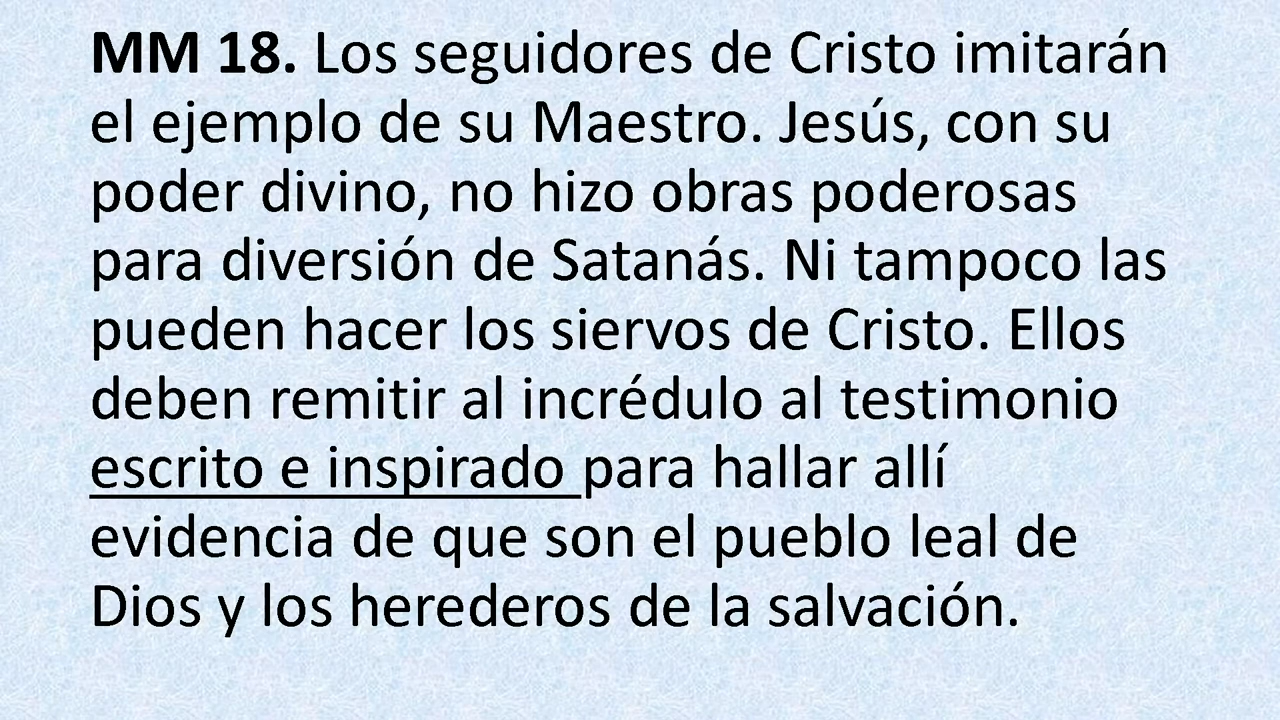 MM 18. Los seguidores de Cristo imitarán
el ejemplo de su Maestro. Jesús, con su
poder divino, no hizo obras poderosas
para diversión de Satanás. Ni tampoco las
pueden hacer los siervos de Cristo. Ellos
deben remitir al incrédulo al testimonio
escrito e inspirado para hallar allí
evidencia de que son el pueblo leal de
Dios y los herederos de la salvación.